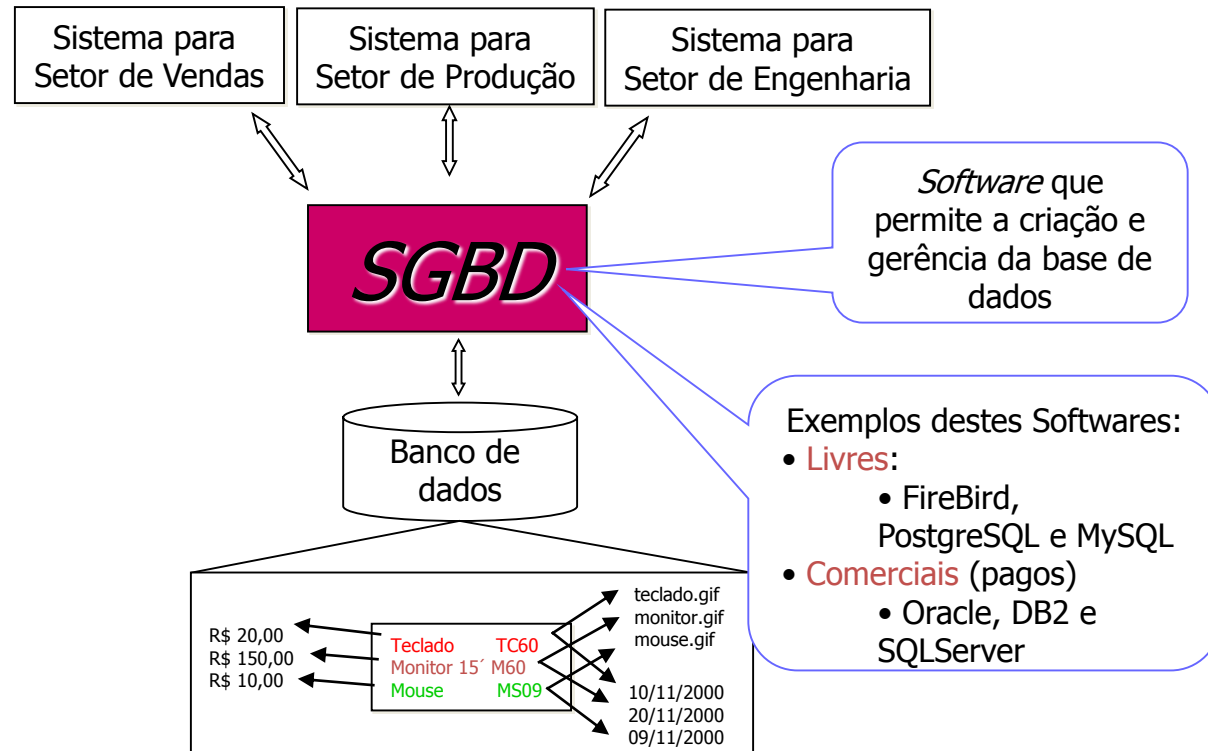 Sistema para
Setor de Vendas
Sistema para
Setor de Produção
Sistema para
Setor de Engenharia
SGBD
Software que
permite a criação e
gerência da base de
dados
Banco de
dados
Exemplos destes Softwares:
• Livres:
• FireBird,
PostgreSQL e MySQL
• Comerciais (pagos)
• Oracle, DB2 e
SQLServer
R$ 20,00
R$ 150,00
R$ 10,00
Teclado TC60
Monitor 15´ M60
Mouse MS09
teclado.gif
monitor.gif
mouse.gif
10/11/2000
20/11/2000
09/11/2000